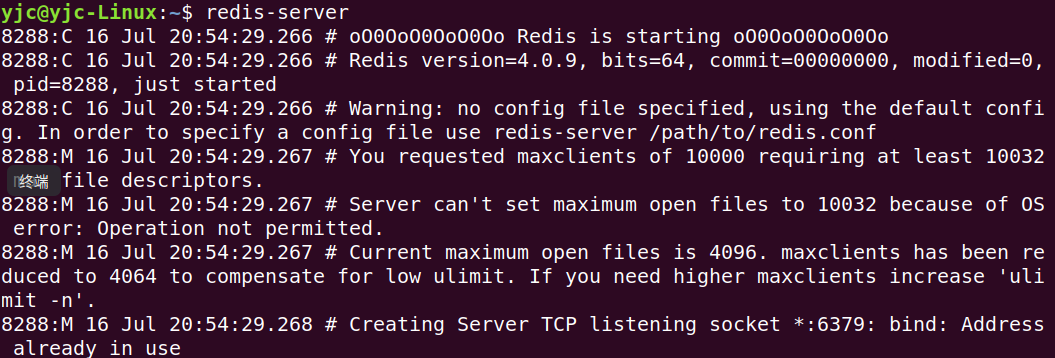 yjc@yjc-Linux:~$ redis-server
8288:C 16 Jul 20:54:29.266 # oO0OoO0OoO0Oo Redis is starting oO0OoO0OoO0Oo
8288:C 16 Jul 20:54:29.266 # Redis version=4.0.9, bits=64, commit=00000000, modified=0,
 pid=8288, just started
8288:C 16 Jul 20:54:29.266 # Warning: no config file specified, using the default confi
g. In order to specify a config file use redis-server /path/to/redis.conf
8288:M 16 Jul 20:54:29.267 # You requested maxclients of 10000 requiring at least 10032
终端 file descriptors.
8288:M 16 Jul 20:54:29.267 # Server can't set maximum open files to 10032 because of OS
 error: Operation not permitted.
8288:M 16 Jul 20:54:29.267 # Current maximum open files is 4096. maxclients has been re
duced to 4064 to compensate for low ulimit. If you need higher maxclients increase 'uli
mit -n'.
8288:M 16 Jul 20:54:29.268 # Creating Server TCP listening socket *:6379: bind: Address
 already in use